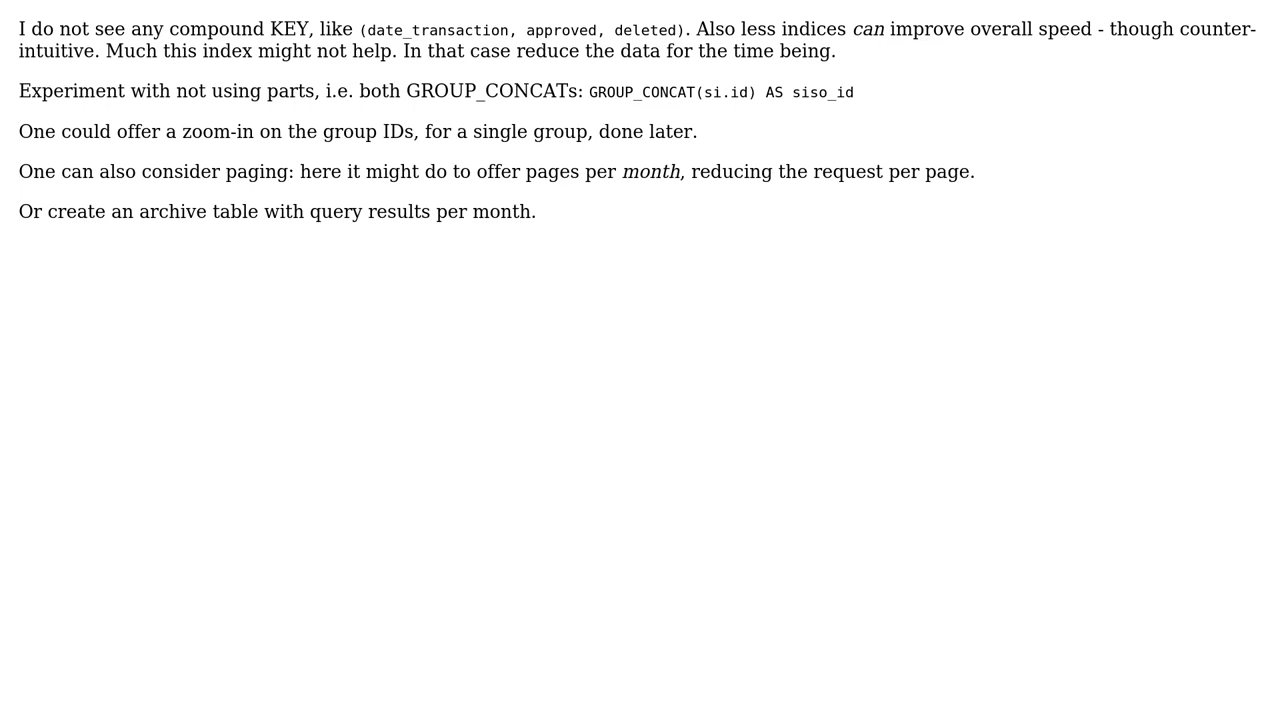 I do not see any compound KEY, like (date_transaction, approved, deleted). Also less indices can improve overall speed - though counter-
intuitive. Much this index might not help. In that case reduce the data for the time being.
Experiment with not using parts, i.e. both GROUP_CONCATs: GROUP_CONCAT(si.id) AS siso_id
One could offer a zoom-in on the group IDs, for a single group, done later.
One can also consider paging: here it might do to offer pages per month, reducing the request per page.
Or create an archive table with query results per month.